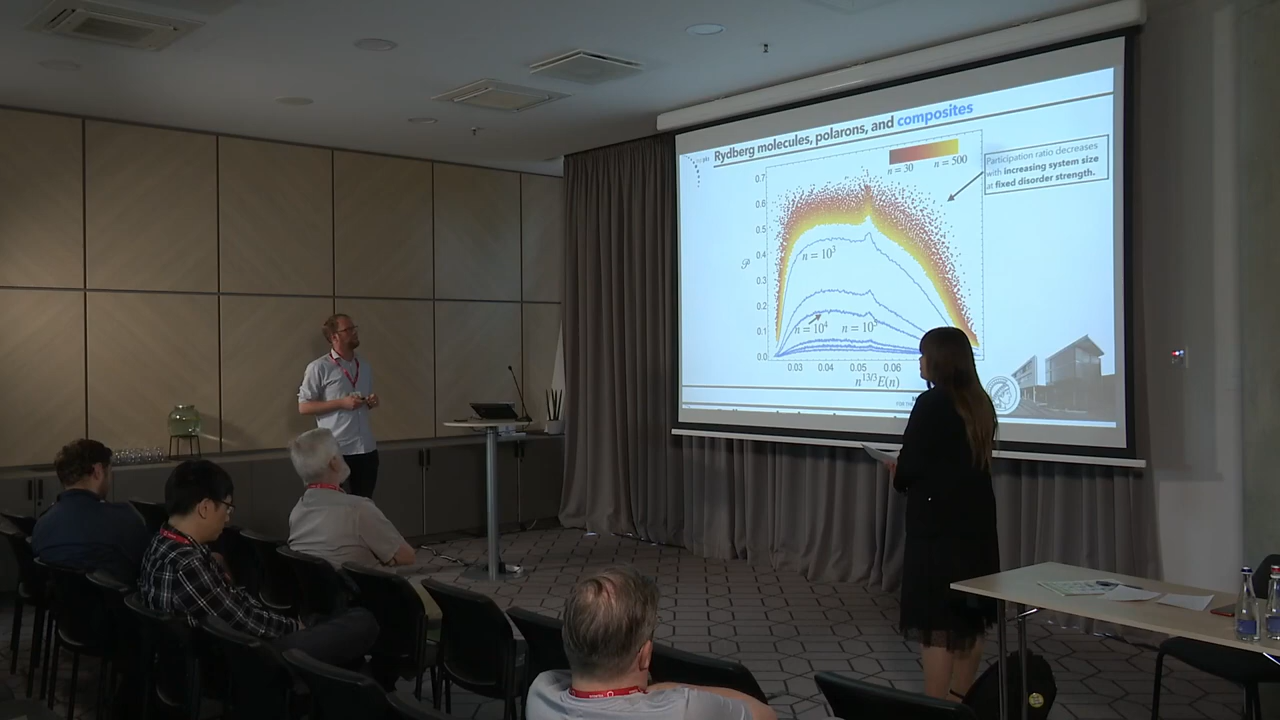 Rydberg molecules, polarons, and composites
Participation ratio decreases
with increasing system size
at fixed disorder strength.
n = 30
n = 500
0.7
0.6
0.5
0.4
0.3
0.2
0.1
0.0
𝒫
n = 10³
n = 10⁴
0.03
0.04
0.05
0.06
n^13/3 E(n)